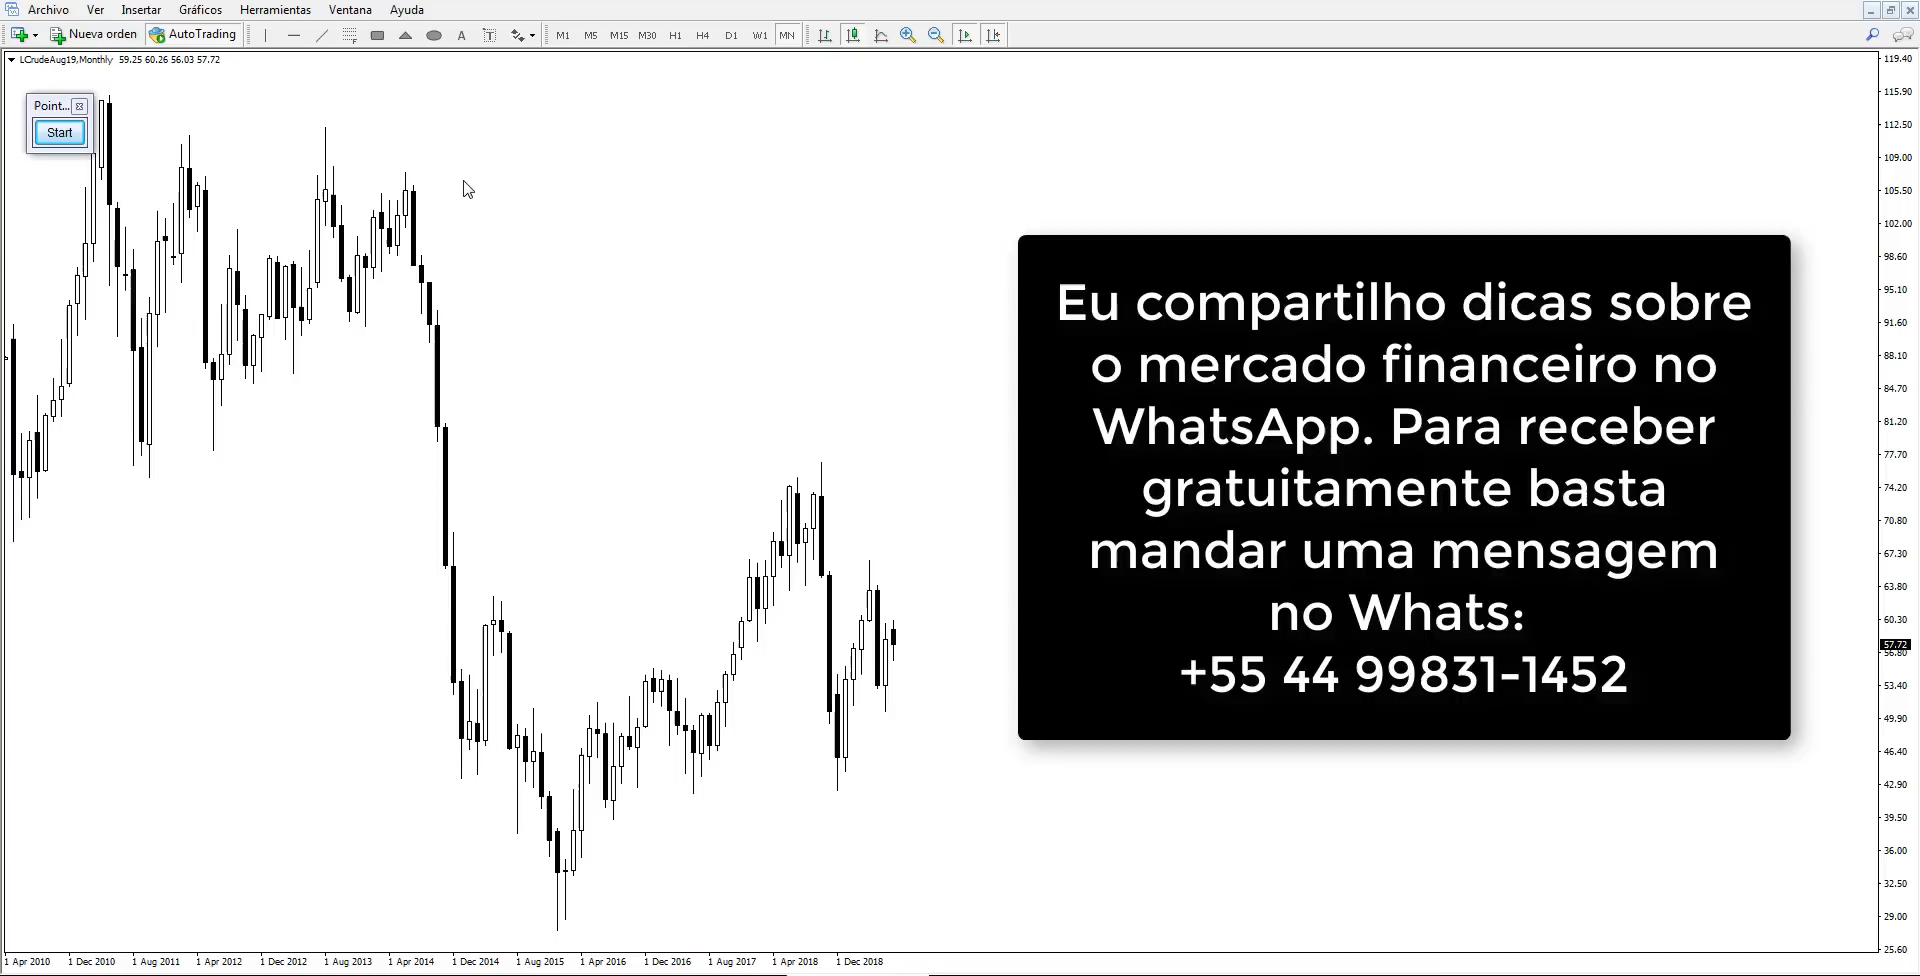 Archivo Ver Insertar Gráficos Herramientas Ventana Ayuda
Nueva orden AutoTrading A T M1 M5 M15 M30 H1 H4 D1 W1 MN
LCrudeAug19,Monthly 59.25 60.26 56.03 57.72
Point...
Start
Eu compartilho dicas sobre
o mercado financeiro no
WhatsApp. Para receber
gratuitamente basta
mandar uma mensagem
no Whats:
+55 44 99831-1452
119.40
115.90
112.50
109.00
105.50
102.00
98.60
95.10
91.60
88.10
84.70
81.20
77.70
74.20
70.80
67.30
63.80
60.30
57.72
56.80
53.40
49.90
46.40
42.90
39.50
36.00
32.50
29.00
25.60
1 Apr 2010 1 Dec 2010 1 Aug 2011 1 Apr 2012 1 Dec 2012 1 Aug 2013 1 Apr 2014 1 Dec 2014 1 Aug 2015 1 Apr 2016 1 Dec 2016 1 Aug 2017 1 Apr 2018 1 Dec 2018